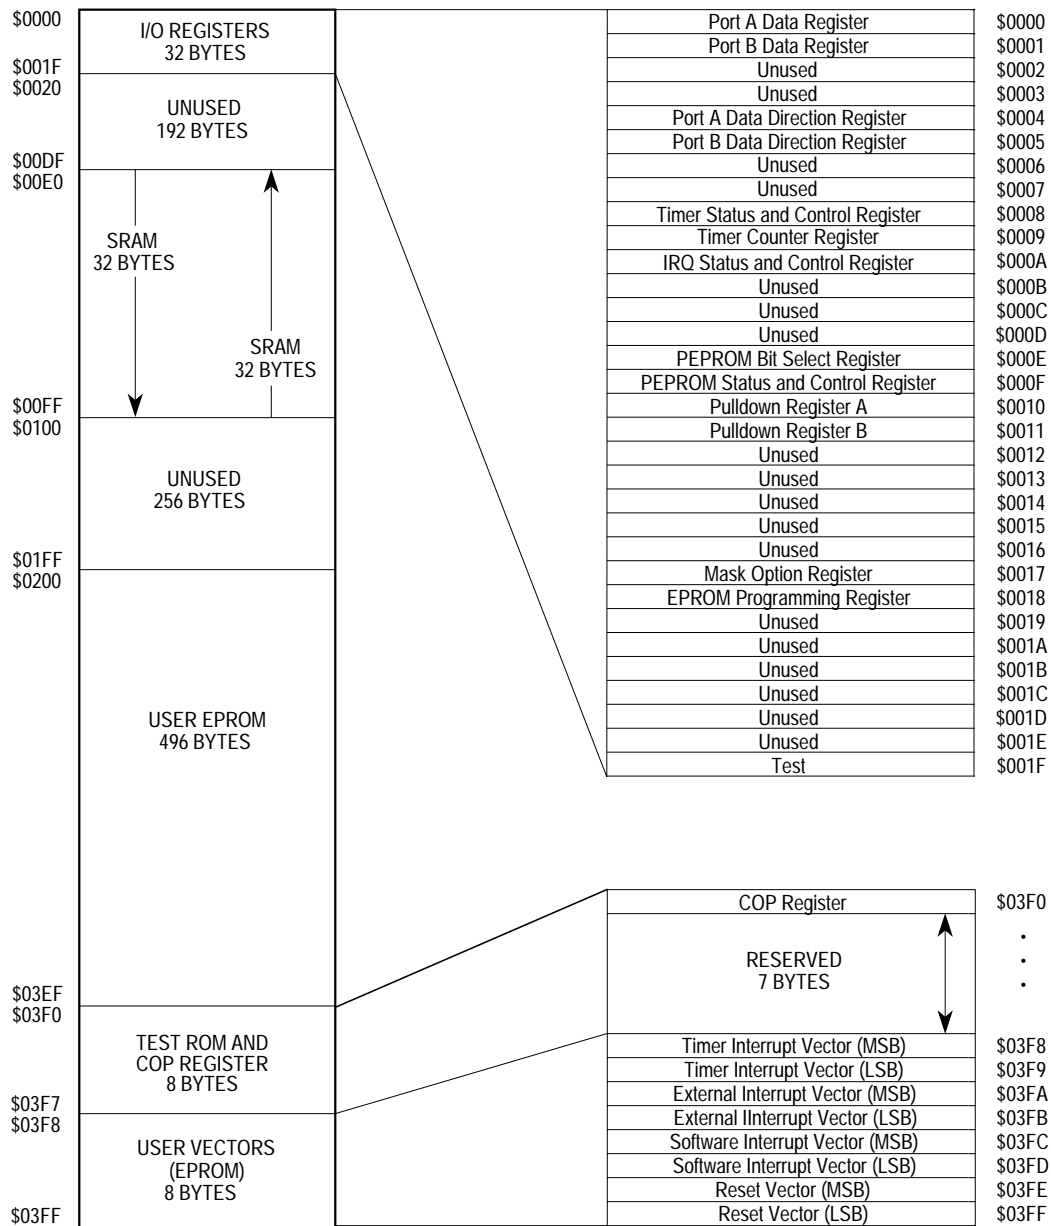 $0000
I/O REGISTERS
32 BYTES
$001F
$0020
UNUSED
192 BYTES
$00DF
$00E0
SRAM
32 BYTES
SRAM
32 BYTES
$00FF
$0100
UNUSED
256 BYTES
$01FF
$0200
USER EPROM
496 BYTES
$03EF
$03F0
TEST ROM AND
COP REGISTER
8 BYTES
$03F7
$03F8
USER VECTORS
(EPROM)
8 BYTES
$03FF
Port A Data Register $0000
Port B Data Register $0001
Unused $0002
Unused $0003
Port A Data Direction Register $0004
Port B Data Direction Register $0005
Unused $0006
Unused $0007
Timer Status and Control Register $0008
Timer Counter Register $0009
IRQ Status and Control Register $000A
Unused $000B
Unused $000C
Unused $000D
PEPROM Bit Select Register $000E
PEPROM Status and Control Register $000F
Pulldown Register A $0010
Pulldown Register B $0011
Unused $0012
Unused $0013
Unused $0014
Unused $0015
Unused $0016
Mask Option Register $0017
EPROM Programming Register $0018
Unused $0019
Unused $001A
Unused $001B
Unused $001C
Unused $001D
Unused $001E
Test $001F
COP Register $03F0
RESERVED
7 BYTES
Timer Interrupt Vector (MSB) $03F8
Timer Interrupt Vector (LSB) $03F9
External Interrupt Vector (MSB) $03FA
External IInterrupt Vector (LSB) $03FB
Software Interrupt Vector (MSB) $03FC
Software Interrupt Vector (LSB) $03FD
Reset Vector (MSB) $03FE
Reset Vector (LSB) $03FF